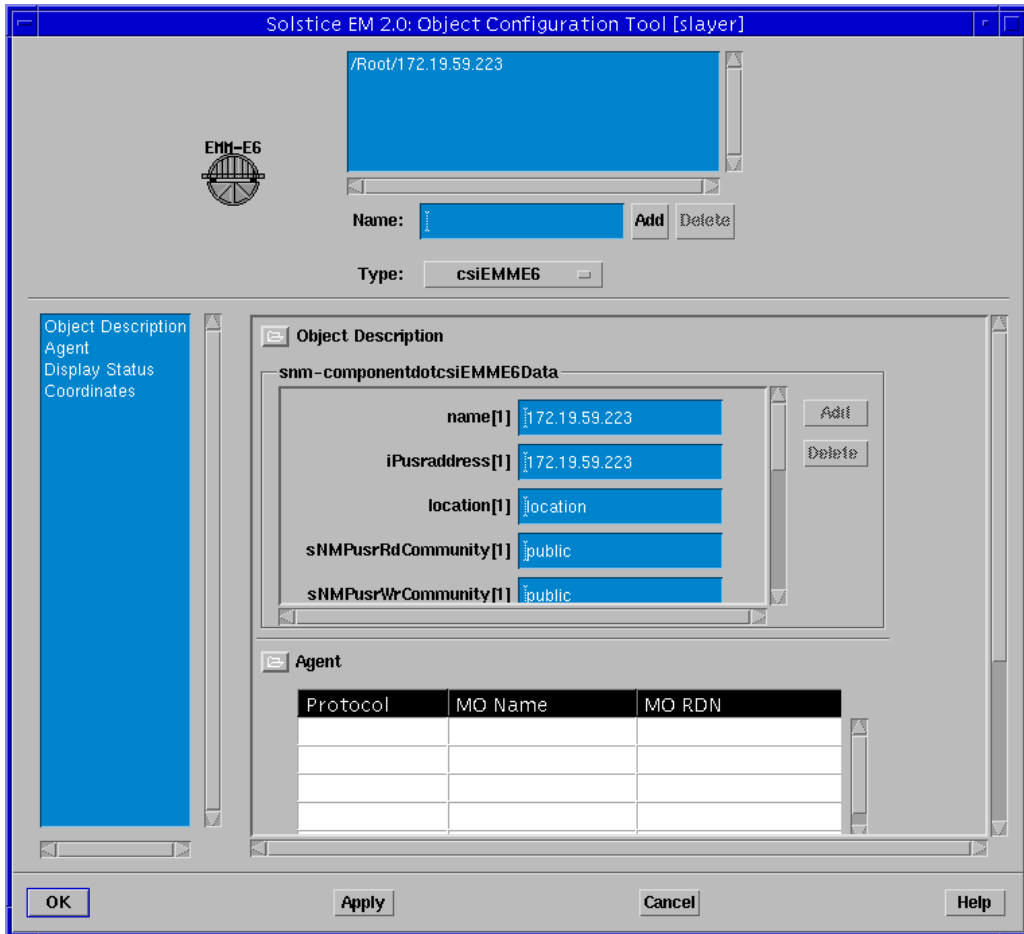 Solstice EM 2.0: Object Configuration Tool [slayer]
/Root/172.19.59.223
EMM-E6
Name:
Add
Delete
Type:
csiEMME6
Object Description
Agent
Display Status
Coordinates
Object Description
snm-componentdotcsiEMME6Data
name[1]
172.19.59.223
Add
iPusraddress[1]
172.19.59.223
Delete
location[1]
location
sNMPusrRdCommunity[1]
public
sNMPusrWrCommunity[1]
public
Agent
Protocol
MO Name
MO RDN
OK
Apply
Cancel
Help